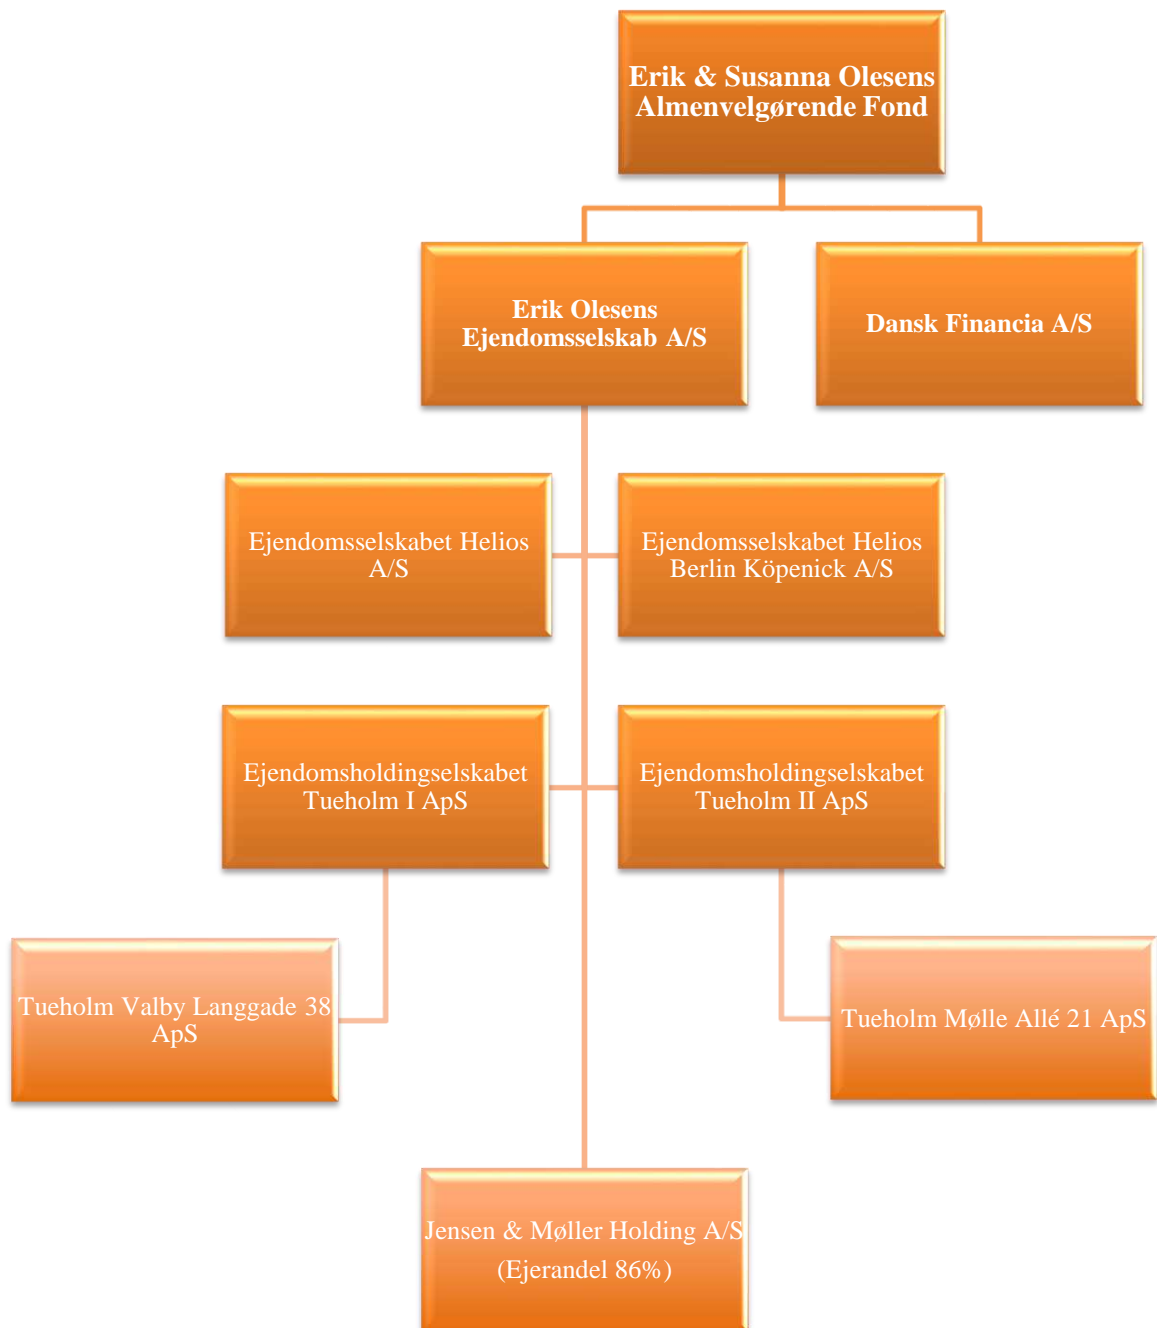 Erik & Susanna Olesens
Almenvelgørende Fond
Erik Olesens
Ejendomsselskab A/S
Dansk Financia A/S
Ejendomsselskabet Helios
A/S
Ejendomsselskabet Helios
Berlin Köpenick A/S
Ejendomsholdingselskabet
Tueholm I ApS
Ejendomsholdingselskabet
Tueholm II ApS
Tueholm Valby Langgade 38
ApS
Tueholm Mølle Allé 21 ApS
Jensen & Møller Holding A/S
(Ejerandel 86%)